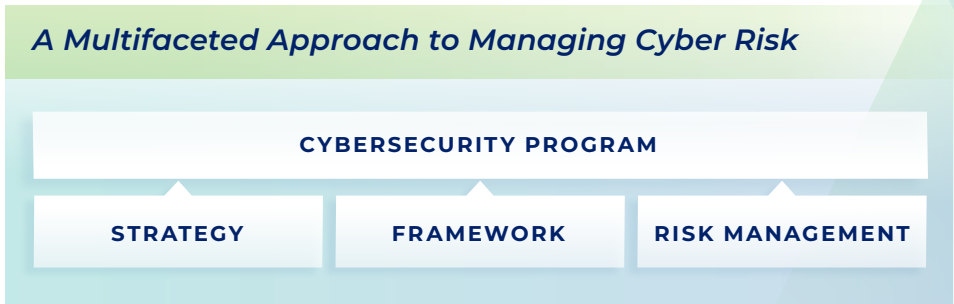 A Multifaceted Approach to Managing Cyber Risk
CYBERSECURITY PROGRAM
STRATEGY
FRAMEWORK
RISK MANAGEMENT